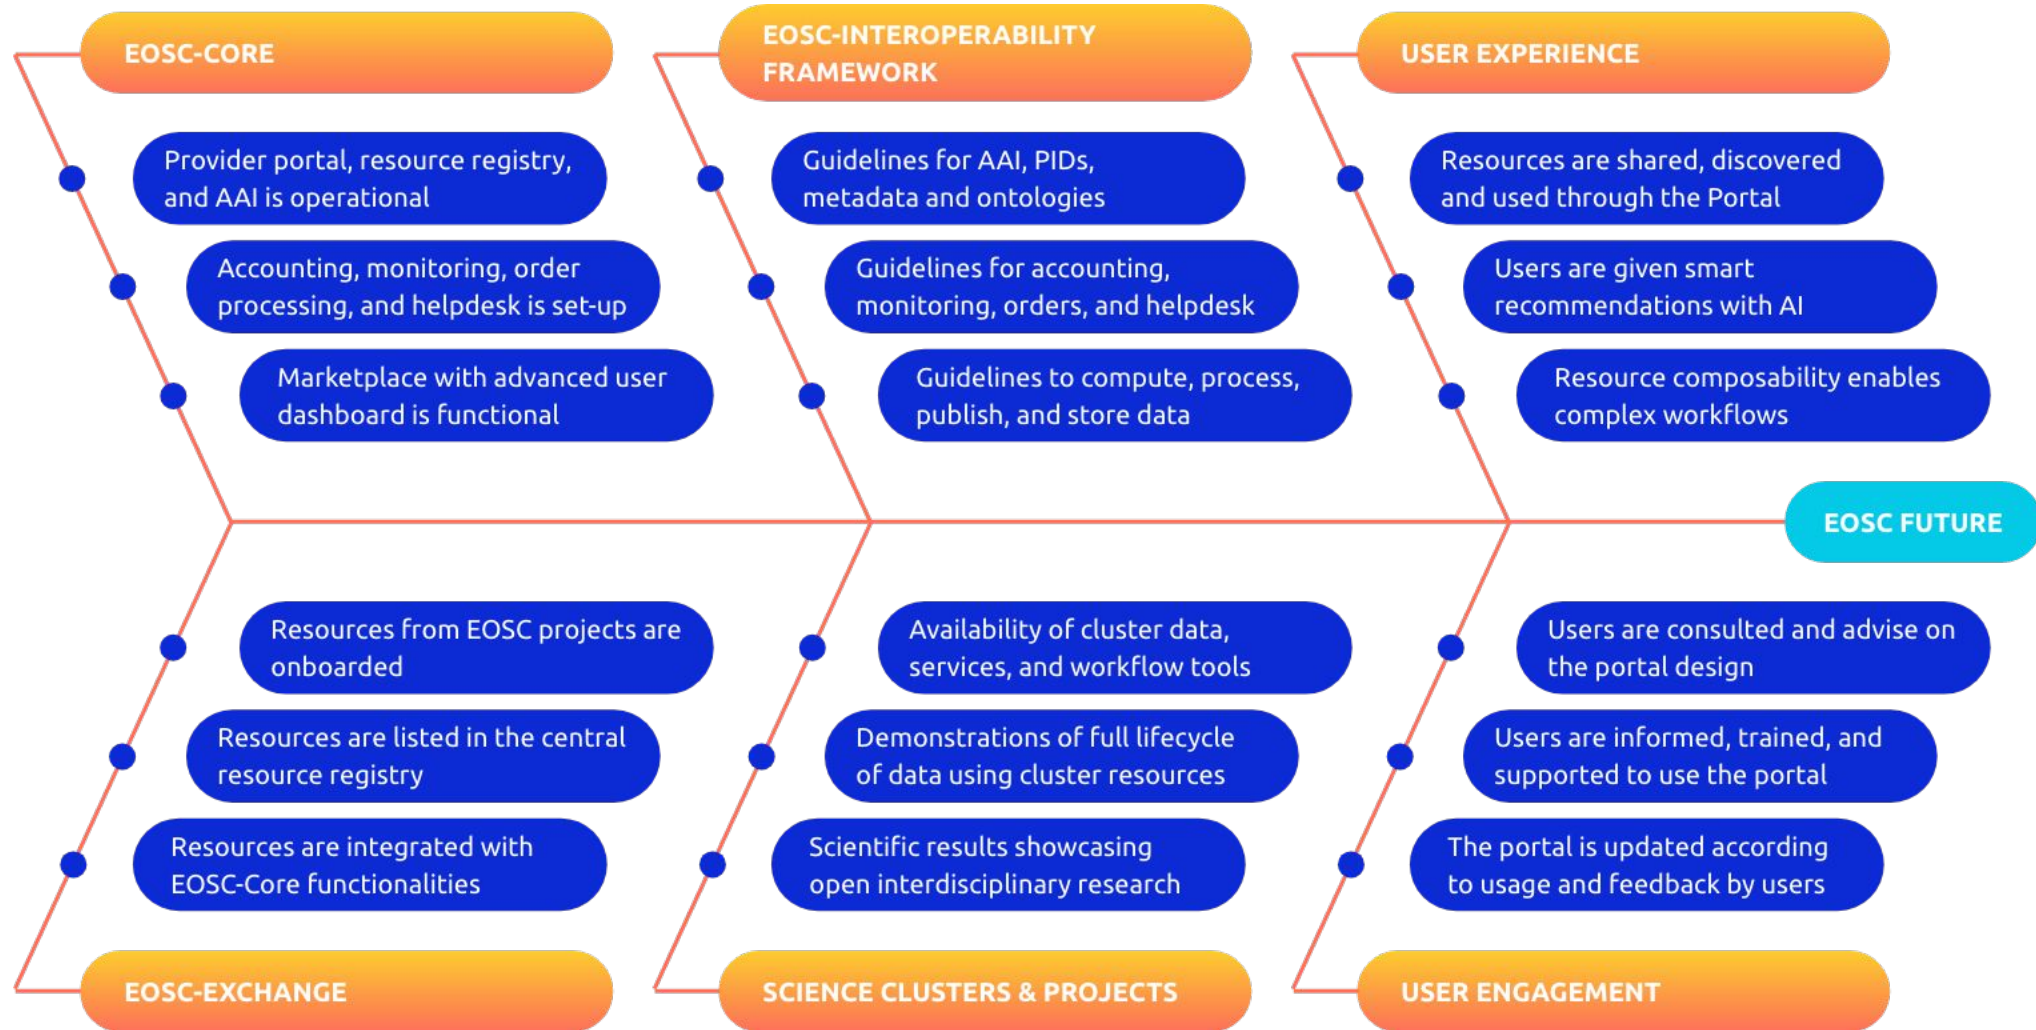 EOSC-CORE
Provider portal, resource registry,
and AAI is operational
Accounting, monitoring, order
processing, and helpdesk is set-up
Marketplace with advanced user
dashboard is functional
EOSC-INTEROPERABILITY
FRAMEWORK
Guidelines for AAI, PIDs,
metadata and ontologies
Guidelines for accounting,
monitoring, orders, and helpdesk
Guidelines to compute, process,
publish, and store data
USER EXPERIENCE
Resources are shared, discovered
and used through the Portal
Users are given smart
recommendations with AI
Resource composability enables
complex workflows
EOSC FUTURE
Resources from EOSC projects are
onboarded
Resources are listed in the central
resource registry
Resources are integrated with
EOSC-Core functionalities
EOSC-EXCHANGE
Availability of cluster data,
services, and workflow tools
Demonstrations of full lifecycle
of data using cluster resources
Scientific results showcasing
open interdisciplinary research
SCIENCE CLUSTERS & PROJECTS
Users are consulted and advise on
the portal design
Users are informed, trained, and
supported to use the portal
The portal is updated according
to usage and feedback by users
USER ENGAGEMENT